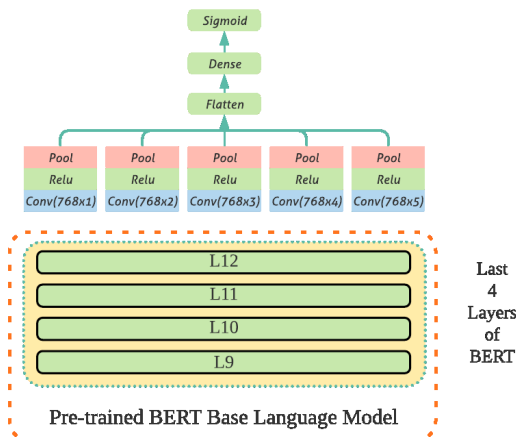 Sigmoid
Dense
Flatten
Pool Pool Pool Pool Pool
Relu Relu Relu Relu Relu
Conv(768x1) Conv(768x2) Conv(768x3) Conv(768x4) Conv(768x5)
L12
L11
L10
L9
Last
4
Layers
of
BERT
Pre-trained BERT Base Language Model